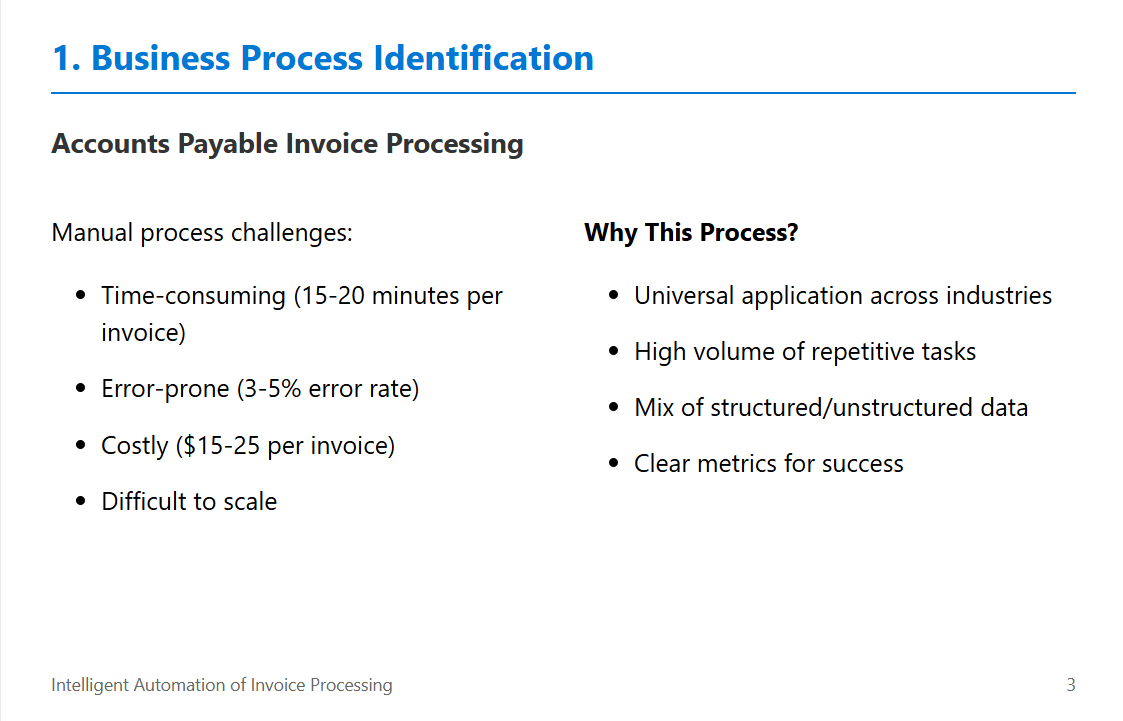 1. Business Process Identification
Accounts Payable Invoice Processing
Manual process challenges:
• Time-consuming (15-20 minutes per
invoice)
• Error-prone (3-5% error rate)
• Costly ($15-25 per invoice)
• Difficult to scale
Why This Process?
• Universal application across industries
• High volume of repetitive tasks
• Mix of structured/unstructured data
• Clear metrics for success
Intelligent Automation of Invoice Processing
3